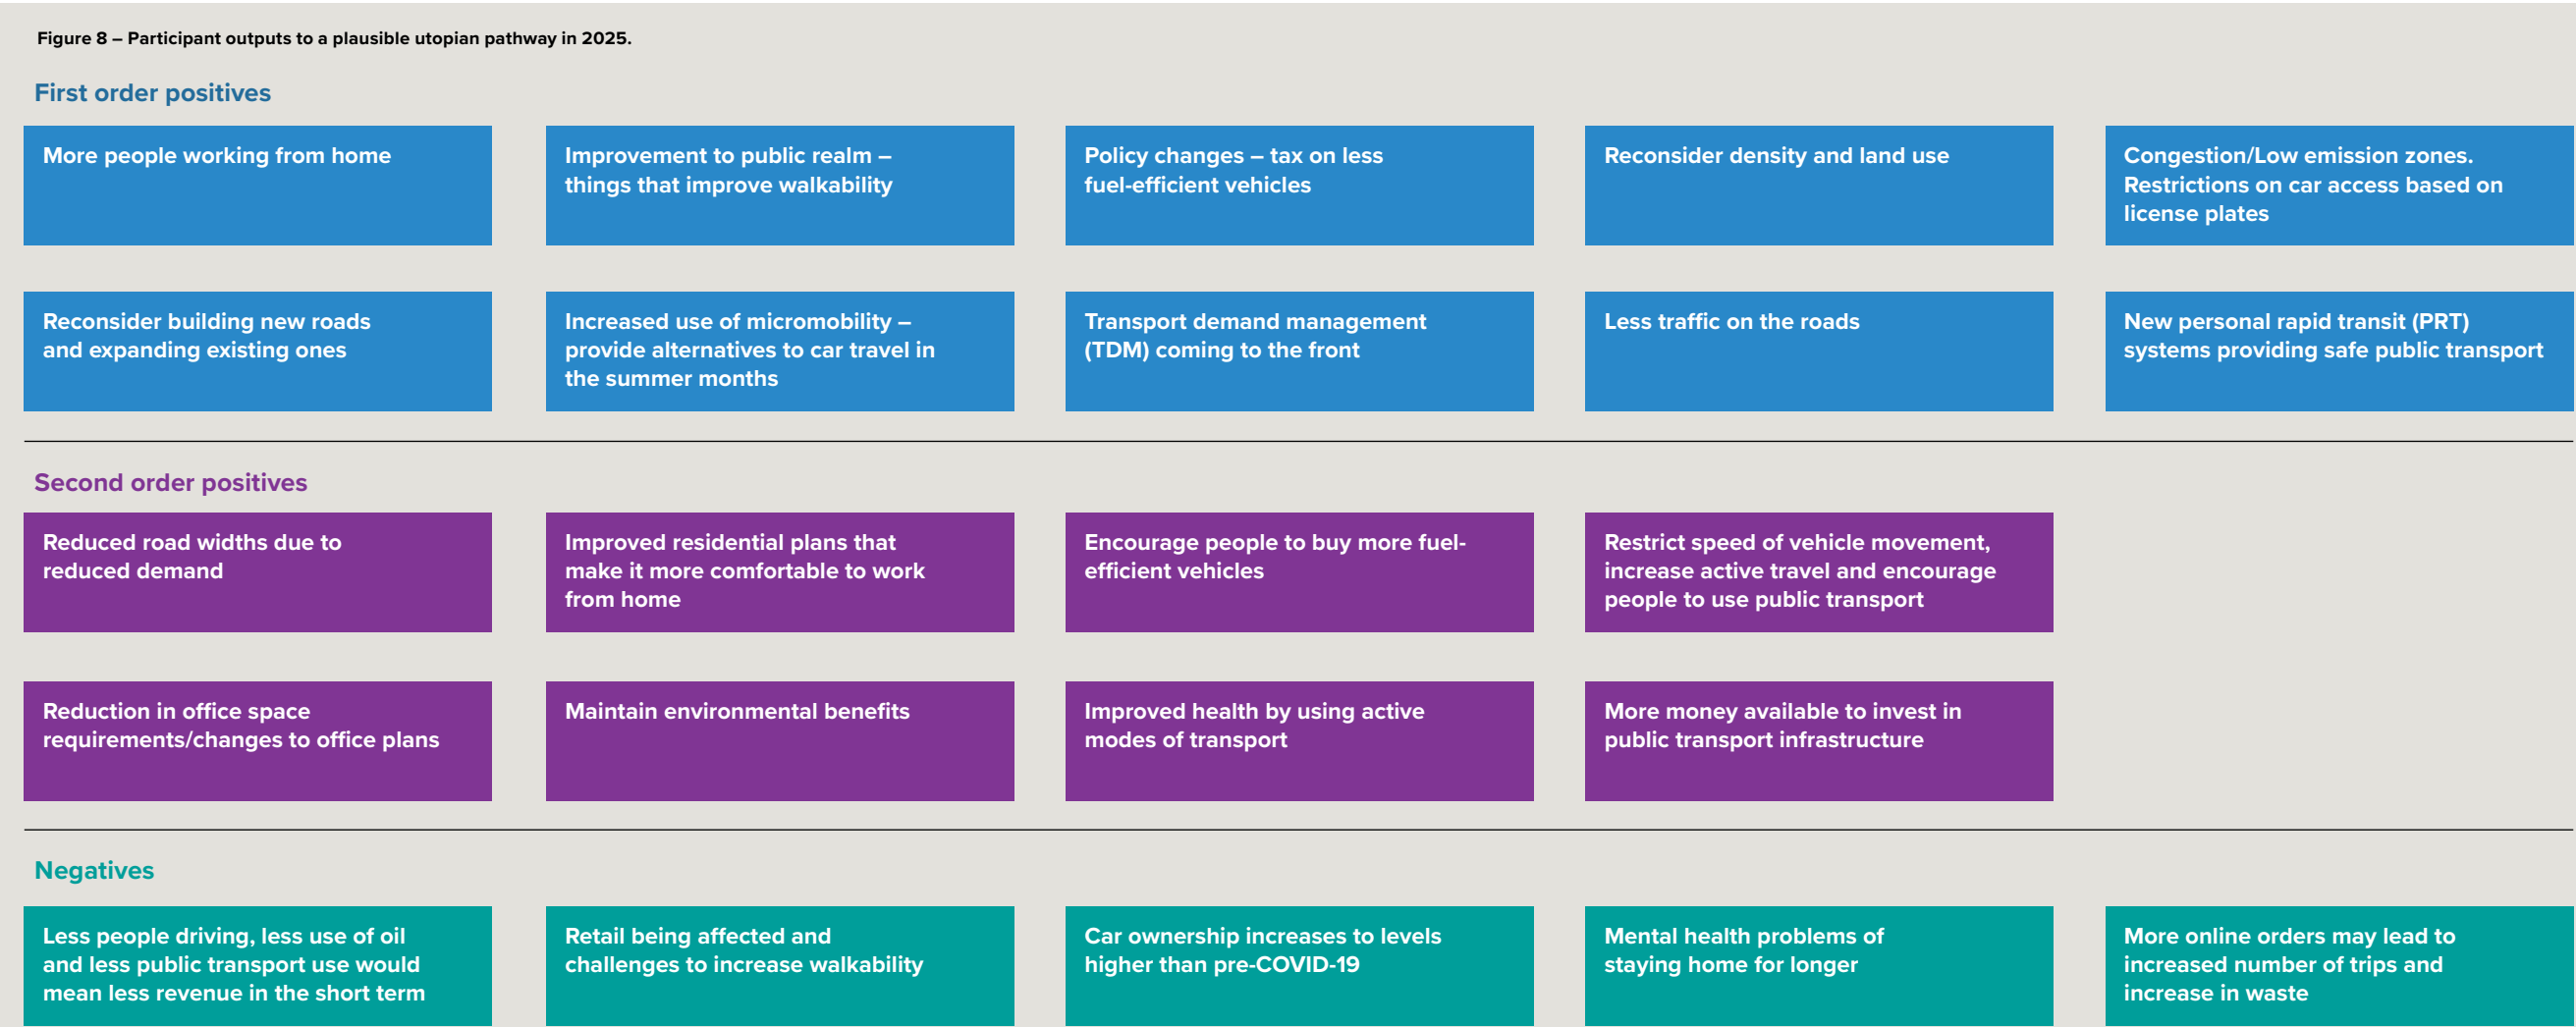 Figure 8 – Participant outputs to a plausible utopian pathway in 2025.
First order positives
More people working from home
Improvement to public realm –
things that improve walkability
Policy changes – tax on less
fuel-efficient vehicles
Reconsider density and land use
Congestion/Low emission zones.
Restrictions on car access based on
license plates
Reconsider building new roads
and expanding existing ones
Increased use of micromobility –
provide alternatives to car travel in
the summer months
Transport demand management
(TDM) coming to the front
Less traffic on the roads
New personal rapid transit (PRT)
systems providing safe public transport
Second order positives
Reduced road widths due to
reduced demand
Improved residential plans that
make it more comfortable to work
from home
Encourage people to buy more fuel-
efficient vehicles
Restrict speed of vehicle movement,
increase active travel and encourage
people to use public transport
Reduction in office space
requirements/changes to office plans
Maintain environmental benefits
Improved health by using active
modes of transport
More money available to invest in
public transport infrastructure
Negatives
Less people driving, less use of oil
and less public transport use would
mean less revenue in the short term
Retail being affected and
challenges to increase walkability
Car ownership increases to levels
higher than pre-COVID-19
Mental health problems of
staying home for longer
More online orders may lead to
increased number of trips and
increase in waste